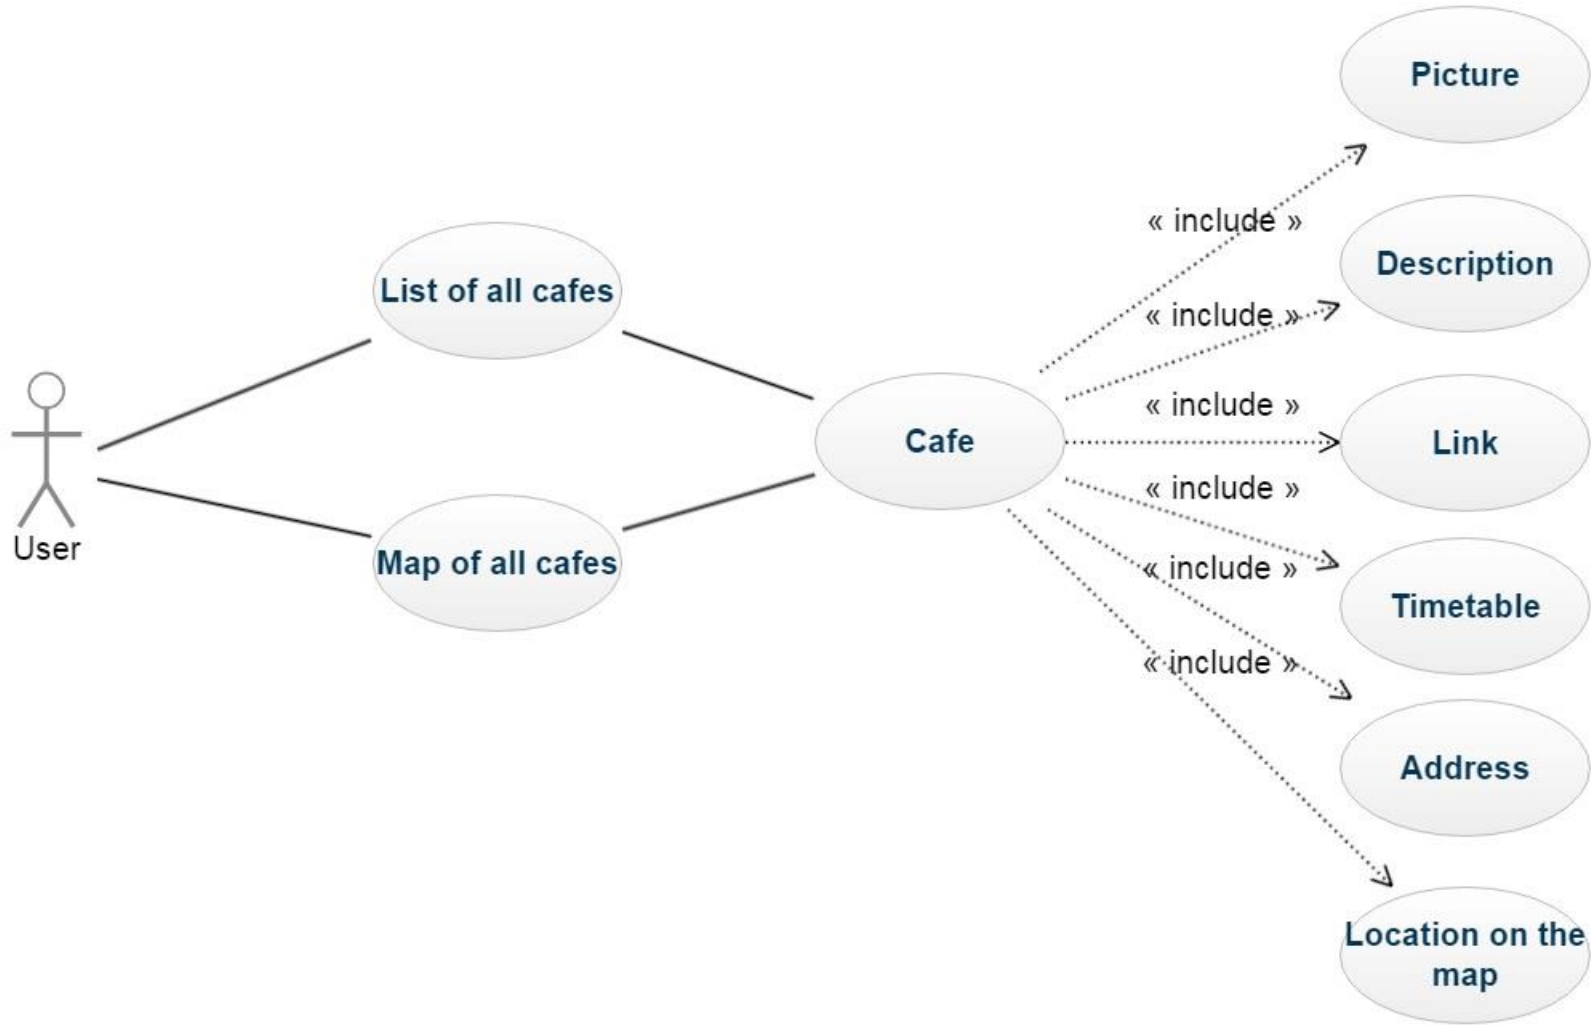 Picture
« include »
Description
List of all cafes
« include »
« include »
Cafe
Link
« include »
User
Map of all cafes
« include »
Timetable
« include »
Address
Location on the
map